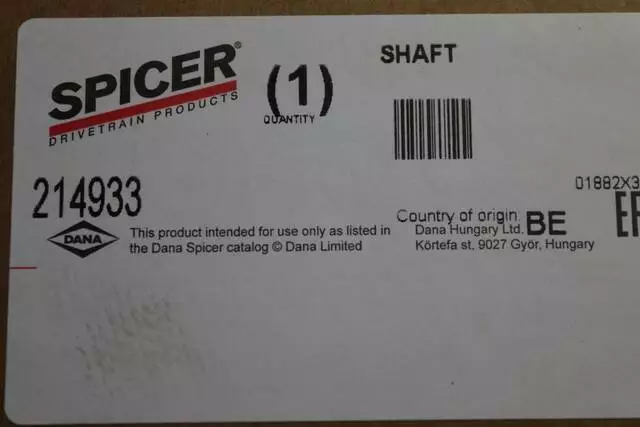 SPICER®
DRIVETRAIN PRODUCTS
(1)
QUANTITY
SHAFT
214933
01882X3
DANA
This product intended for use only as listed in
the Dana Spicer catalog © Dana Limited
Country of origin: BE
Dana Hungary Ltd.
Körtefa st, 9027 Győr, Hungary